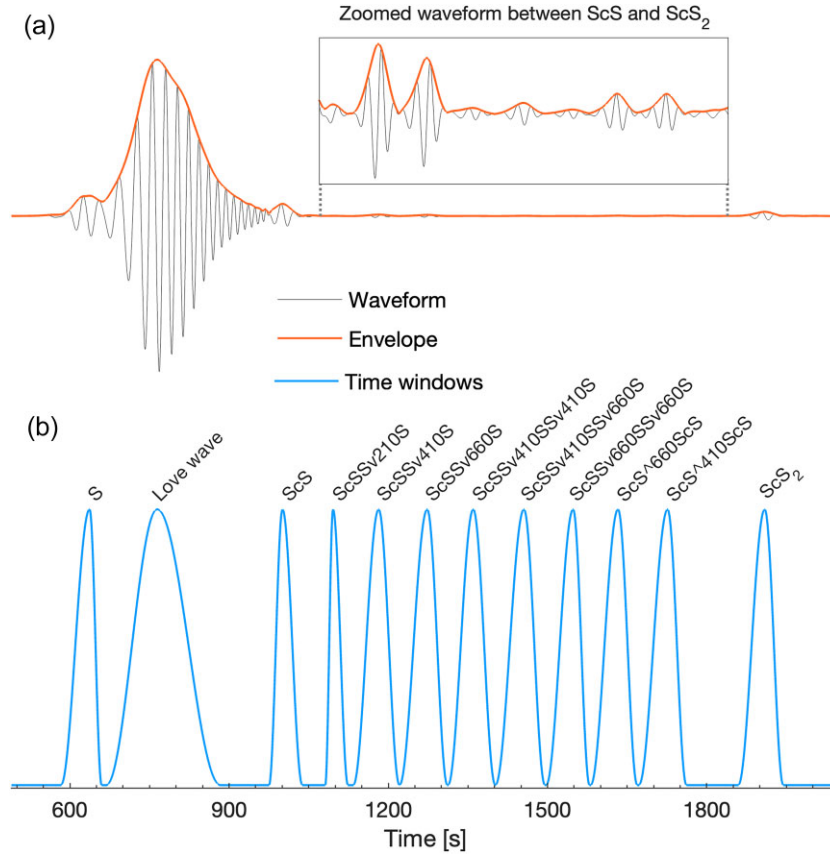 (a)
Zoomed waveform between ScS and ScS₂
Waveform
Envelope
Time windows
(b)
S
Love wave
ScS
ScSSv210S
ScSSv410S
ScSSv660S
ScSSv410SSv410S
ScSSv410SSv660S
ScSSv660SSv660S
ScS^660ScS
ScS^410ScS
ScS₂
600 900 1200 1500 1800
Time [s]